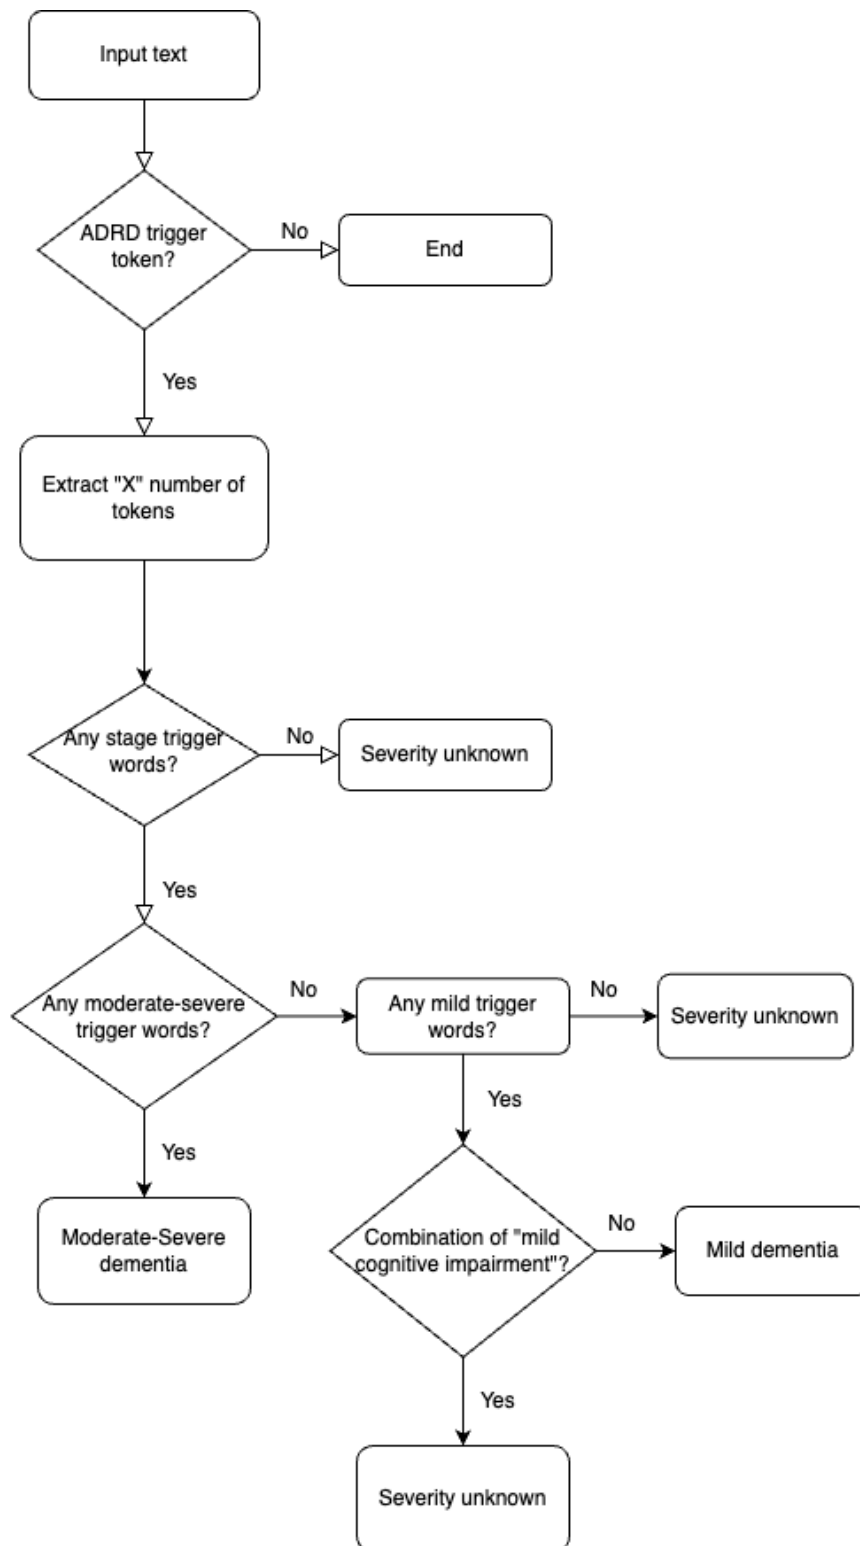 Input text
ADRD trigger
token?
No
End
Yes
Extract "X" number of
tokens
Any stage trigger
words?
No
Severity unknown
Yes
Any moderate-severe
trigger words?
No
Any mild trigger
words?
No
Severity unknown
Yes
Yes
Moderate-Severe
dementia
Combination of "mild
cognitive impairment"?
No
Mild dementia
Yes
Severity unknown